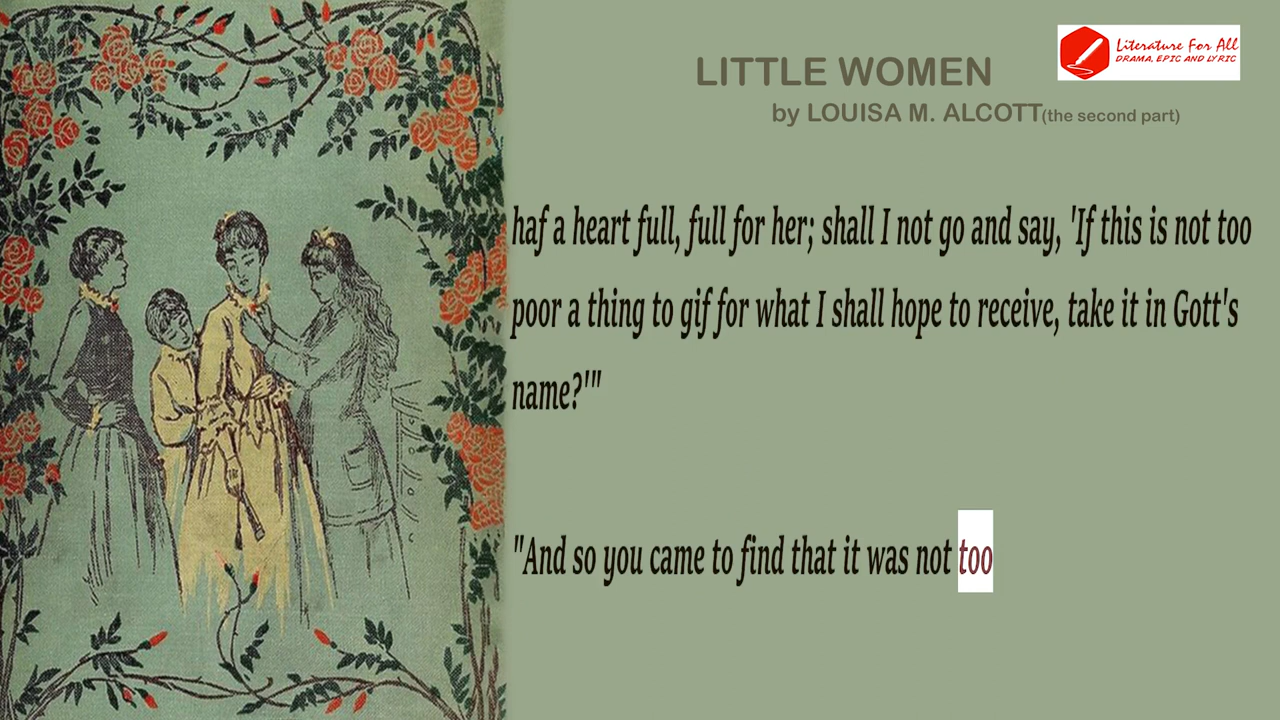 LITTLE WOMEN
by LOUISA M. ALCOTT(the second part)
Literature For All
DRAMA, EPIC AND LYRIC
haf a heart full, full for her; shall I not go and say, 'If this is not too
poor a thing to gif for what I shall hope to receive, take it in Gott's
name?'"
"And so you came to find that it was not too